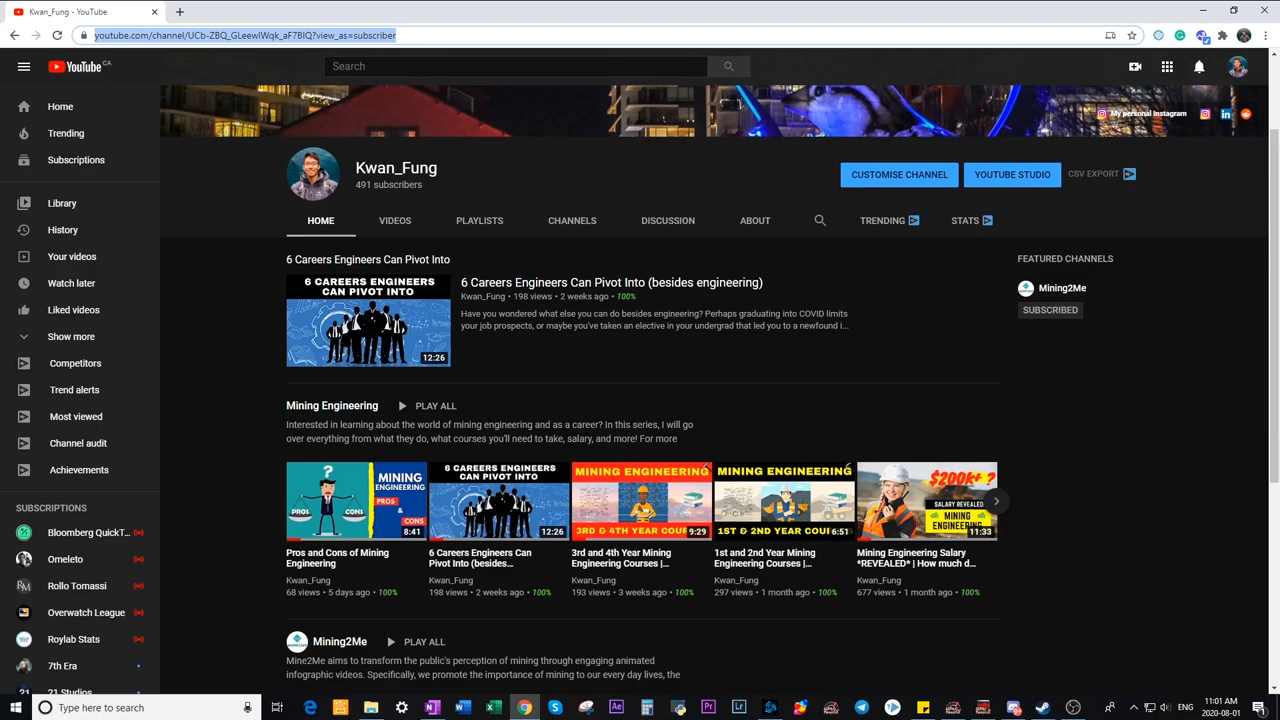 Kwan_Fung - YouTube
youtube.com/channel/UCb-ZBQ_GLeewIWqk_aF7BIQ?view_as=subscriber
YouTube CA
Search
Home
Trending
Subscriptions
Library
History
Your videos
Watch later
Liked videos
Show more
Competitors
Trend alerts
Most viewed
Channel audit
Achievements
SUBSCRIPTIONS
Bloomberg QuickT...
Omeleto
Rollo Tomassi
Overwatch League
Roylab Stats
7th Era
21 Studios
My personal Instagram
Kwan_Fung
491 subscribers
CUSTOMISE CHANNEL
YOUTUBE STUDIO
CSV EXPORT
HOME
VIDEOS
PLAYLISTS
CHANNELS
DISCUSSION
ABOUT
TRENDING
STATS
6 Careers Engineers Can Pivot Into
6 CAREERS ENGINEERS
CAN PIVOT INTO
12:26
6 Careers Engineers Can Pivot Into (besides engineering)
Kwan_Fung • 198 views • 2 weeks ago • 100%
Have you wondered what else you can do besides engineering? Perhaps graduating into COVID limits
your job prospects, or maybe you've taken an elective in your undergrad that led you to a newfound i...
FEATURED CHANNELS
Mining2Me
SUBSCRIBED
Mining Engineering
PLAY ALL
Interested in learning about the world of mining engineering and as a career? In this series, I will go
over everything from what they do, what courses you'll need to take, salary, and more! For more
?
PROS
CONS
MINING
ENGINEERING
PROS
&
CONS
8:41
Pros and Cons of Mining
Engineering
Kwan_Fung
68 views • 5 days ago • 100%
6 CAREERS ENGINEERS
CAN PIVOT INTO
12:26
6 Careers Engineers Can
Pivot Into (besides...
Kwan_Fung
198 views • 2 weeks ago • 100%
MINING ENGINEERING
3RD & 4TH YEAR COUR
9:29
3rd and 4th Year Mining
Engineering Courses |...
Kwan_Fung
193 views • 3 weeks ago • 100%
MINING ENGINEERING
1ST & 2ND YEAR COU
6:51
1st and 2nd Year Mining
Engineering Courses |...
Kwan_Fung
297 views • 1 month ago • 100%
$200k+ ?
SALARY REVEALED:
MINING
ENGINEERING
11:33
Mining Engineering Salary
*REVEALED* | How much d...
Kwan_Fung
677 views • 1 month ago • 100%
Mining2Me
PLAY ALL
Mine2Me aims to transform the public's perception of mining through engaging animated
infographic videos. Specifically, we promote the importance of mining to our every day lives, the
Type here to search
ENG
11:01 AM
2020-08-01